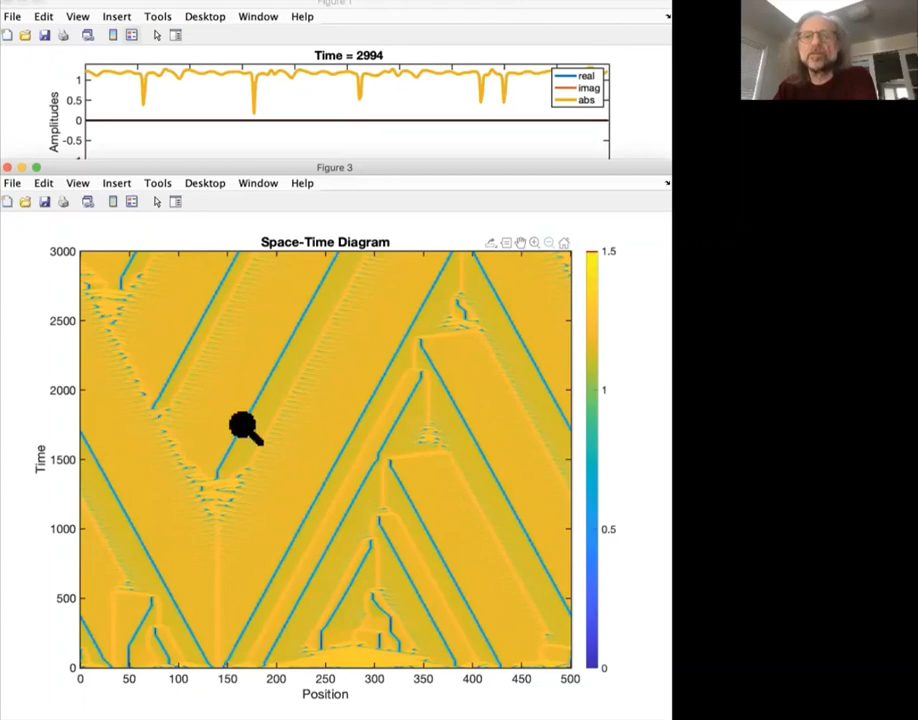 Figure 1
File Edit View Insert Tools Desktop Window Help
Time = 2994
1
0.5
0
-0.5
Amplitudes
real
imag
abs
Figure 3
File Edit View Insert Tools Desktop Window Help
Space-Time Diagram
3000
2500
2000
1500
1000
500
0
Time
0 50 100 150 200 250 300 350 400 450 500
Position
1.5
1
0.5
0